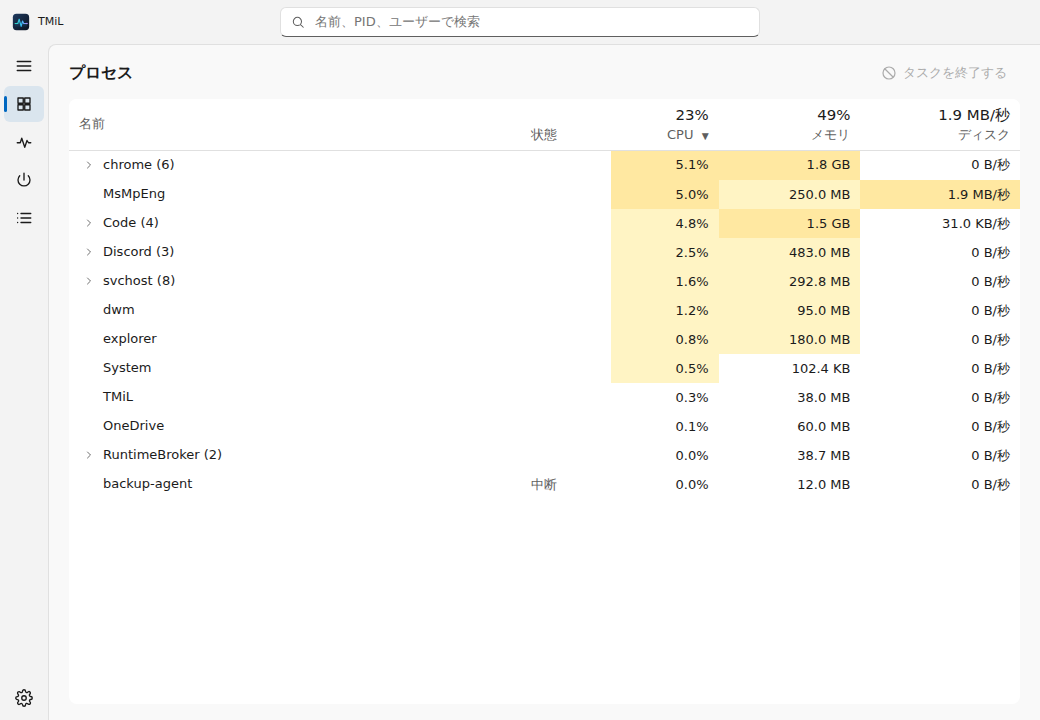 TMiL
名前、PID、ユーザーで検索
プロセス
タスクを終了する
名前 状態 23% CPU ▼ 49% メモリ 1.9 MB/秒 ディスク
chrome (6) 5.1% 1.8 GB 0 B/秒
MsMpEng 5.0% 250.0 MB 1.9 MB/秒
Code (4) 4.8% 1.5 GB 31.0 KB/秒
Discord (3) 2.5% 483.0 MB 0 B/秒
svchost (8) 1.6% 292.8 MB 0 B/秒
dwm 1.2% 95.0 MB 0 B/秒
explorer 0.8% 180.0 MB 0 B/秒
System 0.5% 102.4 KB 0 B/秒
TMiL 0.3% 38.0 MB 0 B/秒
OneDrive 0.1% 60.0 MB 0 B/秒
RuntimeBroker (2) 0.0% 38.7 MB 0 B/秒
backup-agent 中断 0.0% 12.0 MB 0 B/秒